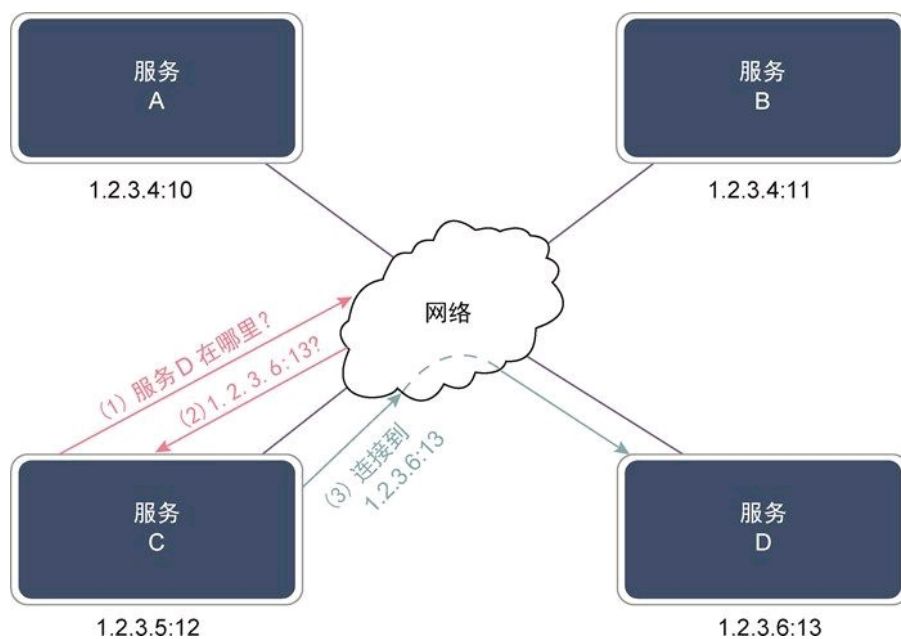 服务
A
1.2.3.4:10
服务
B
1.2.3.4:11
网络
(1) 服务D 在哪里?
(2) 1.2.3.6:13?
(3) 连接到
1.2.3.6:13
服务
C
1.2.3.5:12
服务
D
1.2.3.6:13